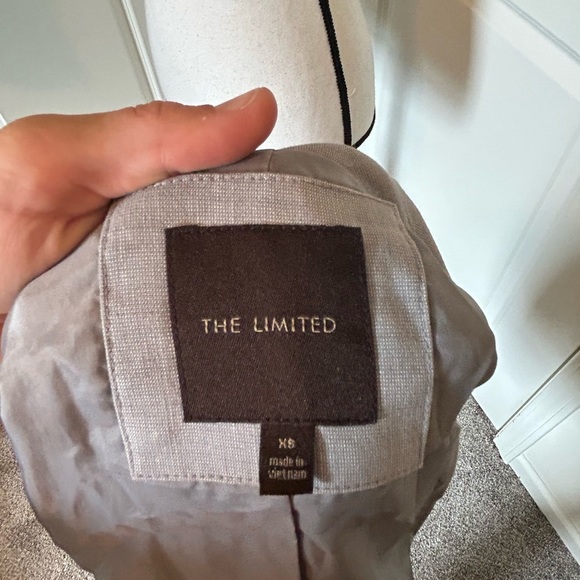 THE LIMITED
XS
made in
vietnam